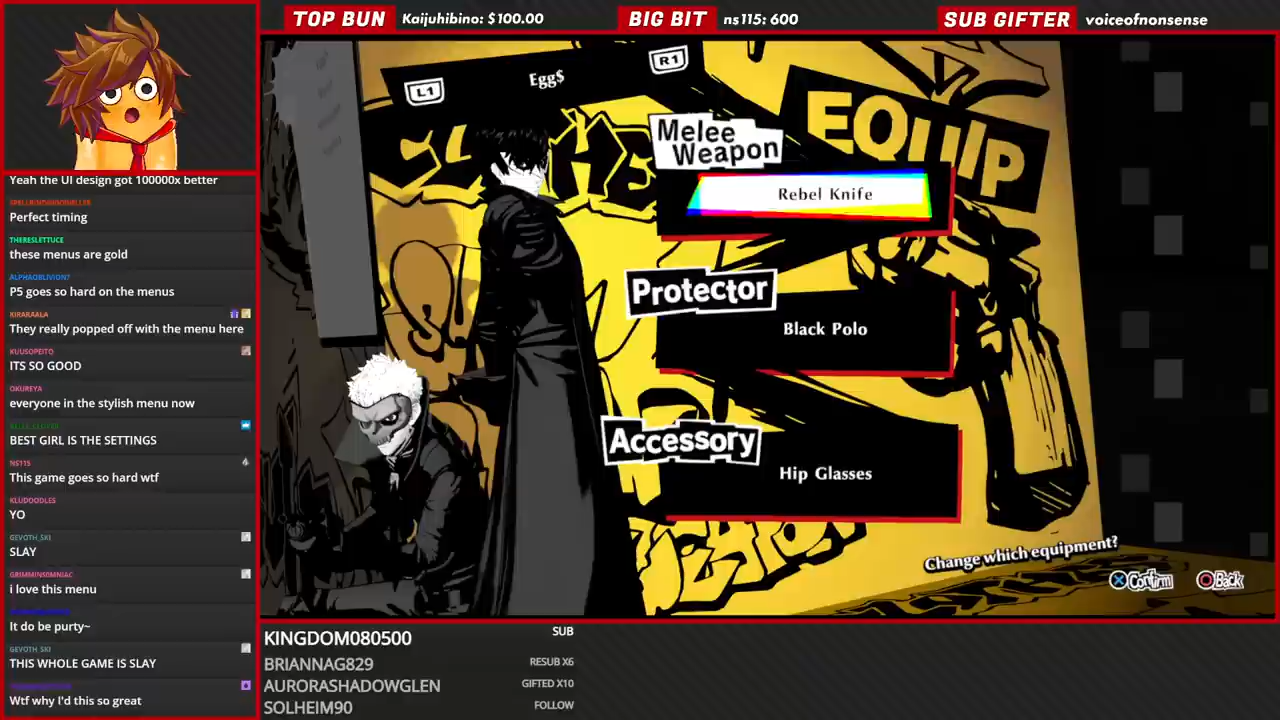 TOP BUN Kaijuhibino: $100.00 BIG BIT ns115: 600 SUB GIFTER voiceofnonsense
Yeah the UI design got 100000x better
Perfect timing
THERESLETTUCE
these menus are gold
ALPHAOBLIVION7
P5 goes so hard on the menus
KIRARAALA
They really popped off with the menu here
KUUSOPEITO
ITS SO GOOD
OKUREYA
everyone in the stylish menu now
BEST GIRL IS THE SETTINGS
NS115
This game goes so hard wtf
KLUDOODLES
YO
GEVOTH_SKI
SLAY
GRIMMINS0MNIAC
i love this menu
It do be purty~
GEVOTH_SKI
THIS WHOLE GAME IS SLAY
Wtf why I'd this so great
L1 Egg$ R1
EQUIP
Melee
Weapon
Rebel Knife
Protector
Black Polo
Accessory
Hip Glasses
Change which equipment?
Confirm Back
KINGDOM080500 SUB
BRIANNAG829 RESUB X6
AURORASHADOWGLEN GIFTED X10
SOLHEIM90 FOLLOW